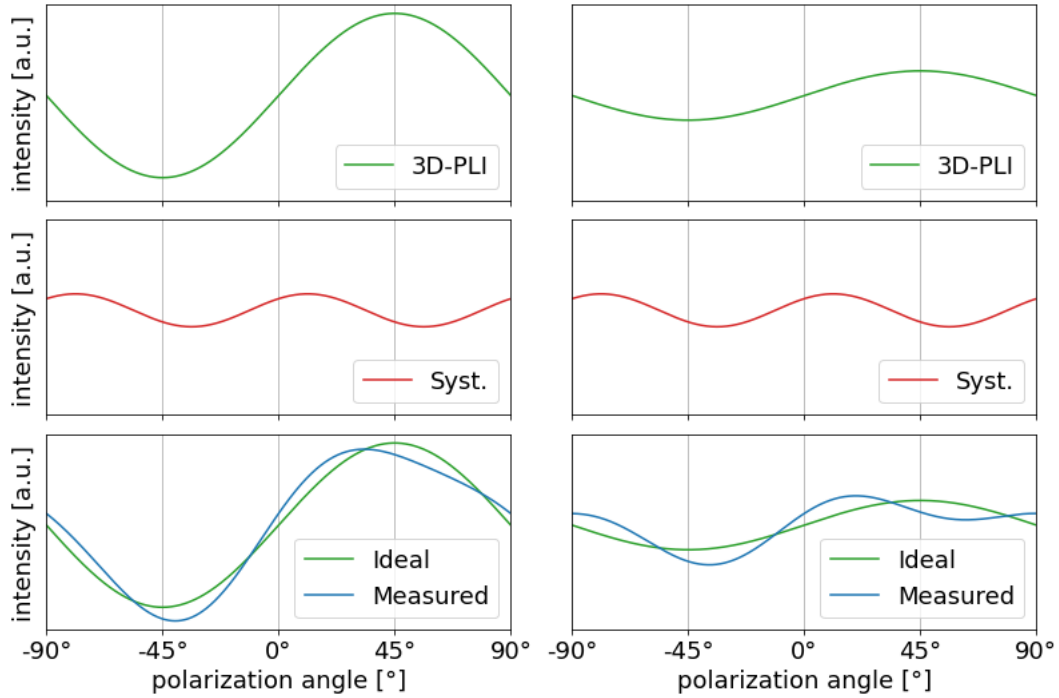 intensity [a.u.]
3D-PLI
3D-PLI
intensity [a.u.]
Syst.
Syst.
intensity [a.u.]
Ideal
Measured
Ideal
Measured
-90° -45° 0° 45° 90°
-90° -45° 0° 45° 90°
polarization angle [°]
polarization angle [°]